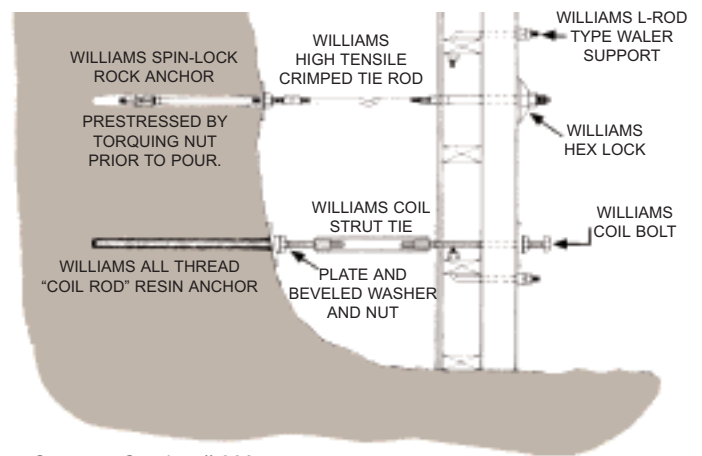 WILLIAMS L-ROD
TYPE WALER
SUPPORT
WILLIAMS SPIN-LOCK
ROCK ANCHOR
WILLIAMS
HIGH TENSILE
CRIMPED TIE ROD
PRESTRESSED BY
TORQUING NUT
PRIOR TO POUR.
WILLIAMS
HEX LOCK
WILLIAMS COIL
STRUT TIE
WILLIAMS
COIL BOLT
WILLIAMS ALL THREAD
“COIL ROD” RESIN ANCHOR
PLATE AND
BEVELED WASHER
AND NUT